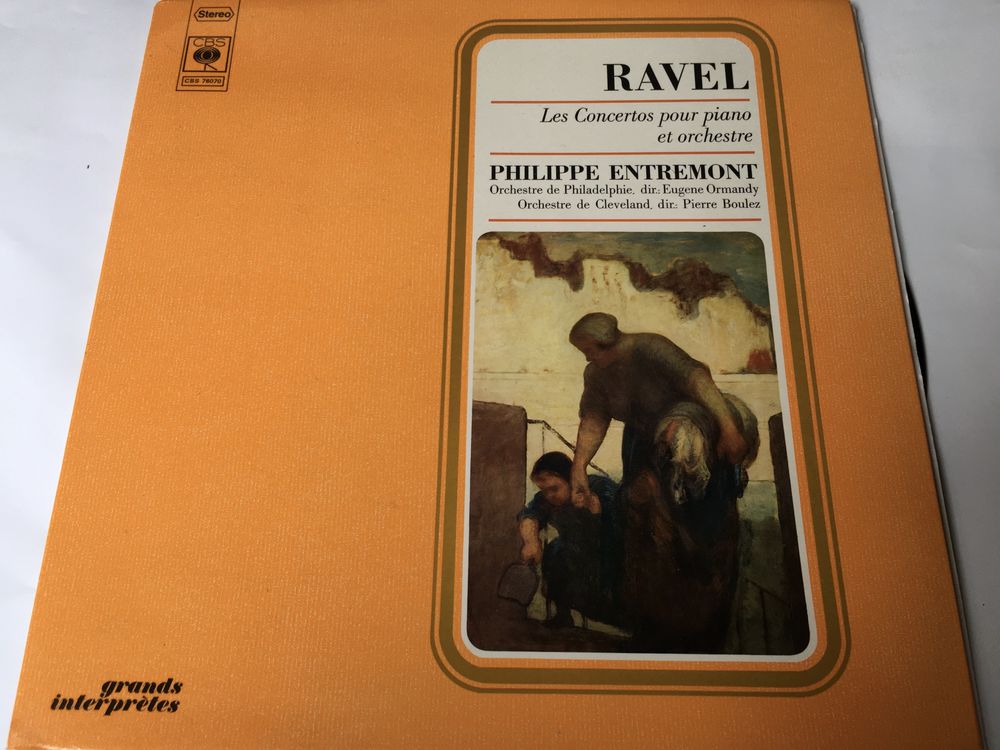 Stereo
CBS
CBS 76070
RAVEL
Les Concertos pour piano
et orchestre
PHILIPPE ENTREMONT
Orchestre de Philadelphie, dir.: Eugene Ormandy
Orchestre de Cleveland, dir.: Pierre Boulez
grands
interprètes